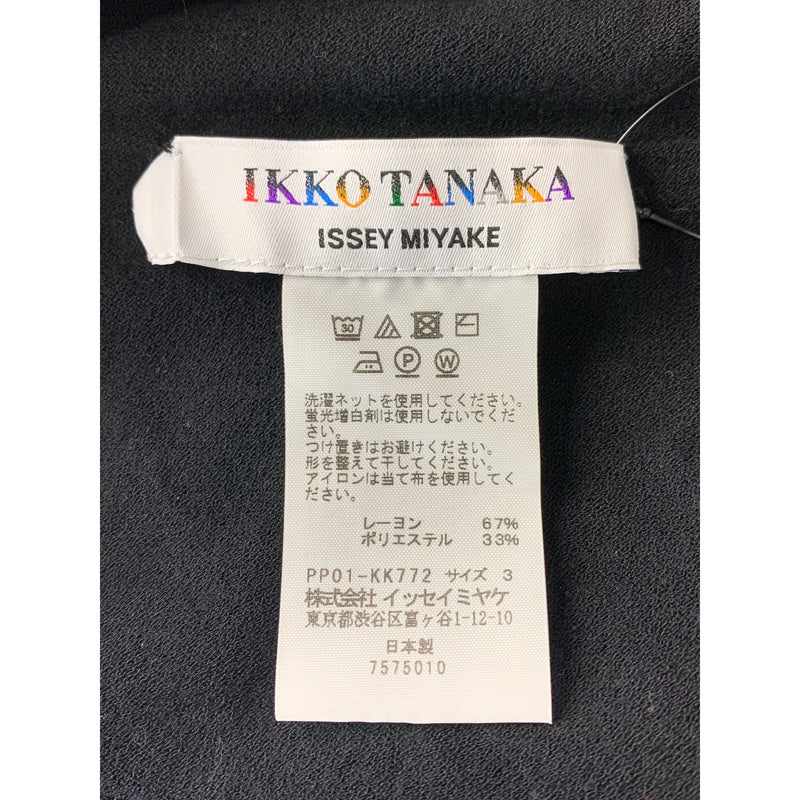 IKKO TANAKA
ISSEY MIYAKE
30
P W
洗濯ネットを使用してください。
蛍光増白剤は使用しないでくだ
さい。
つけ置きはお避けください。
形を整えて干してください。
アイロンは当て布を使用してく
ださい。
レーヨン 67%
ポリエステル 33%
PP01-KK772 サイズ 3
株式会社 イッセイミヤケ
東京都渋谷区富ヶ谷1-12-10
日本製
7575010